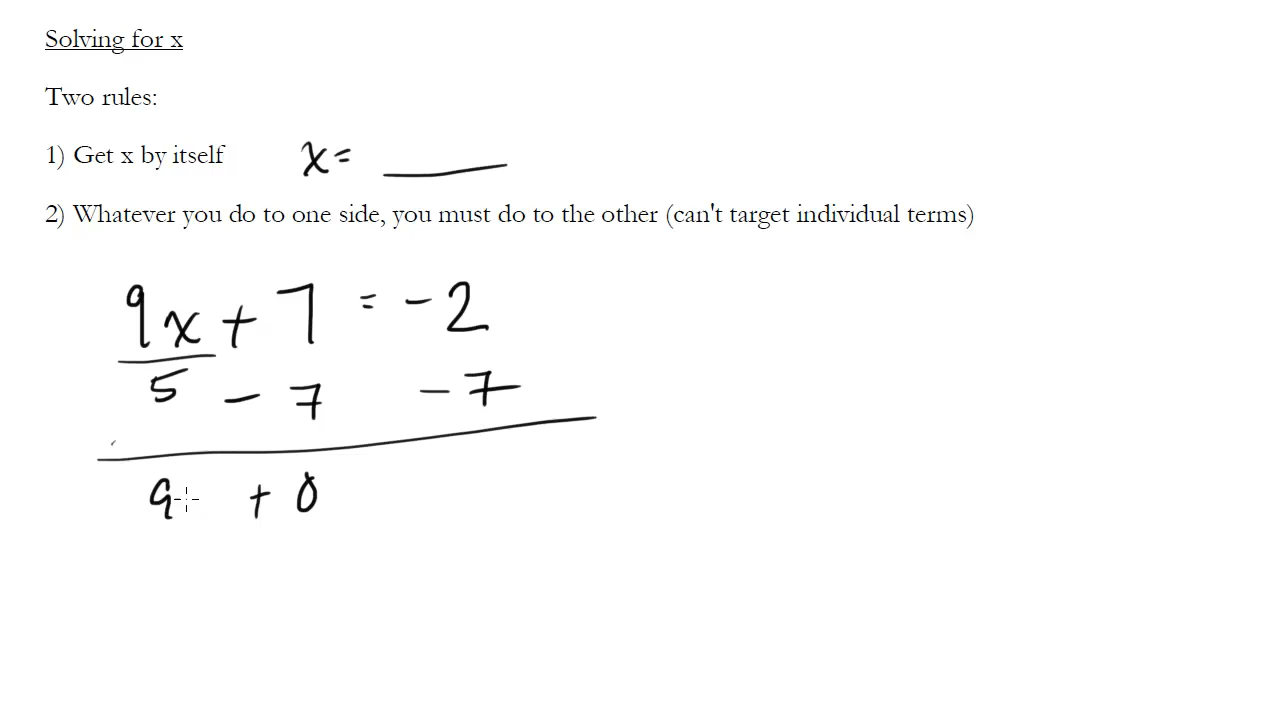 Solving for x
Two rules:
1) Get x by itself x = ____
2) Whatever you do to one side, you must do to the other (can't target individual terms)
9x + 7 = -2
5 - 7 - 7
9 + 0